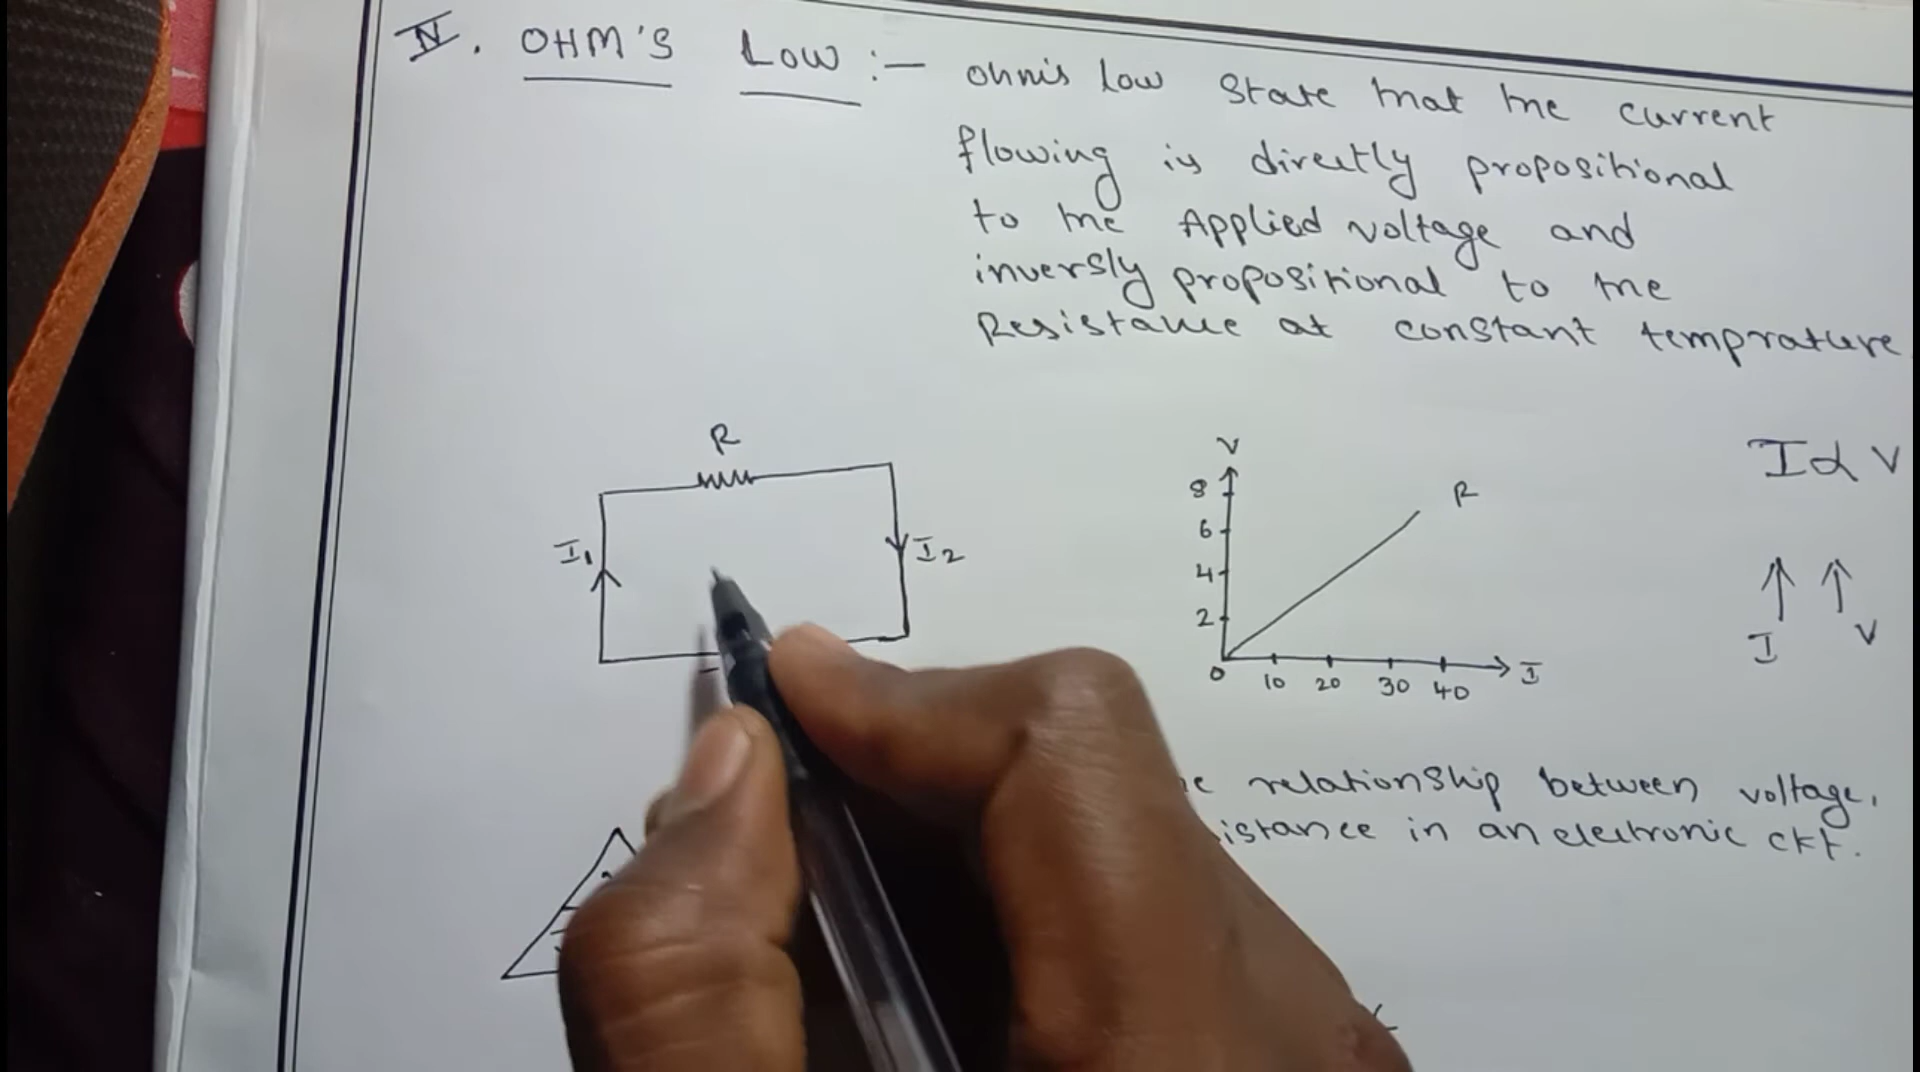 IV. OHM'S LOW :- Ohm's low state that the current
flowing is directly propositional
to the Applied voltage and
inversly propositional to the
Resistance at constant temprature
R
I1
I2
V
8
6
4
2
0
10 20 30 40 I
R
I α V
↑ ↑
I V
relationship between voltage,
istance in an electronic ckt.